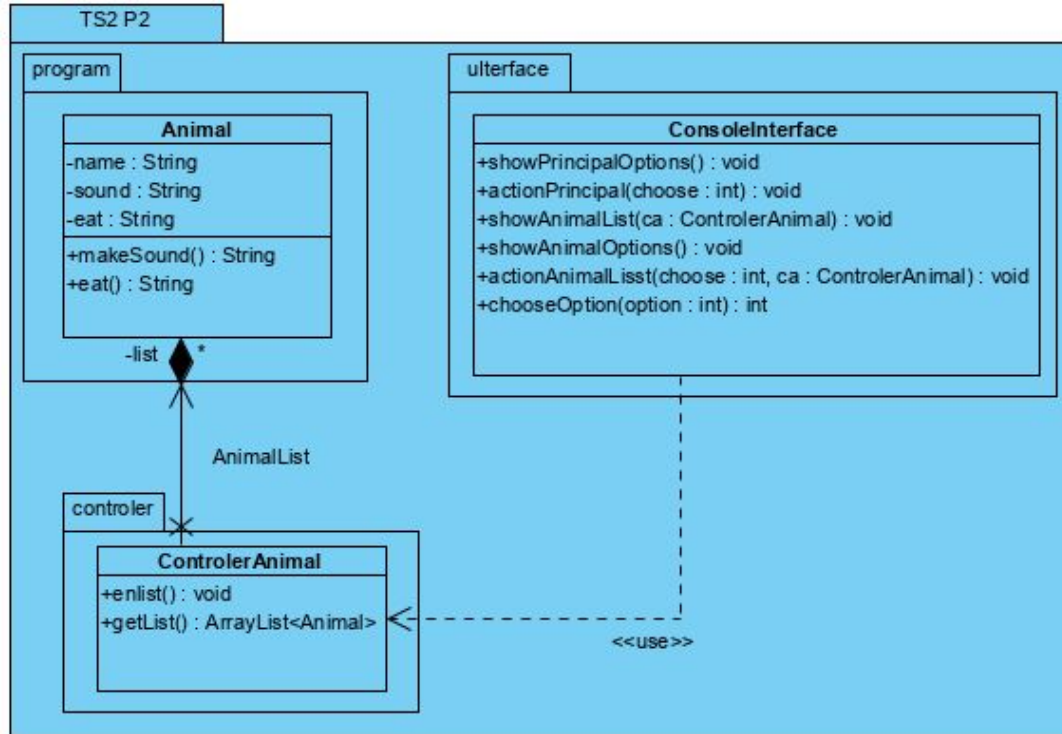 TS2 P2
program
Animal
-name : String
-sound : String
-eat : String
+makeSound() : String
+eat() : String
-list
*
ulterface
ConsoleInterface
+showPrincipalOptions() : void
+actionPrincipal(choose : int) : void
+showAnimalList(ca : ControlerAnimal) : void
+showAnimalOptions() : void
+actionAnimalLisst(choose : int, ca : ControlerAnimal) : void
+chooseOption(option : int) : int
AnimalList
controler
ControlerAnimal
+enlist() : void
+getList() : ArrayList<Animal>
<<use>>